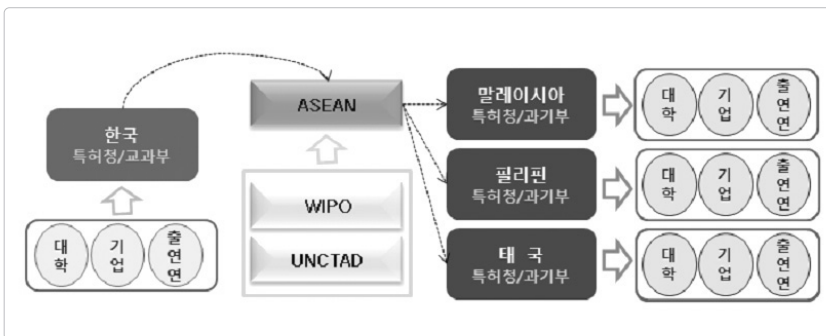 한국
특허청/교과부
대학
기업
출연연
ASEAN
WIPO
UNCTAD
말레이시아
특허청/과기부
대학
기업
출연연
필리핀
특허청/과기부
대학
기업
출연연
태 국
특허청/과기부
대학
기업
출연연